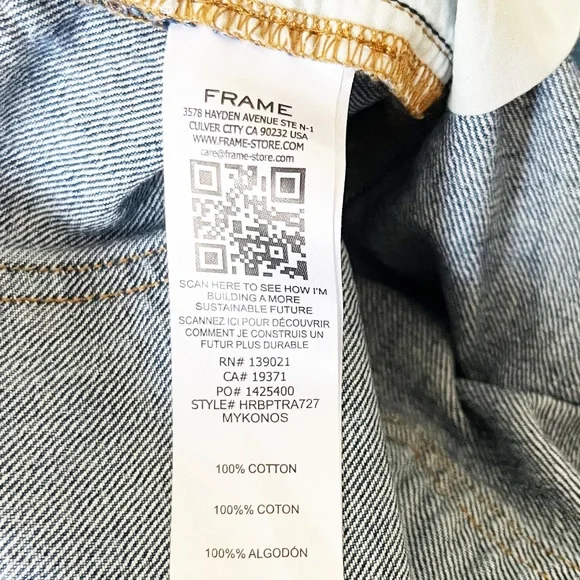 FRAME
3578 HAYDEN AVENUE STE N-1
CULVER CITY CA 90232 USA
WWW.FRAME-STORE.COM
care@frame-store.com
SCAN HERE TO SEE HOW I'M
BUILDING A MORE
SUSTAINABLE FUTURE
SCANNEZ ICI POUR DÉCOUVRIR
COMMENT JE CONSTRUIS UN
FUTUR PLUS DURABLE
RN# 139021
CA# 19371
PO# 1425400
STYLE# HRBPTRA727
MYKONOS
100% COTTON
100%% COTON
100%% ALGODÓN